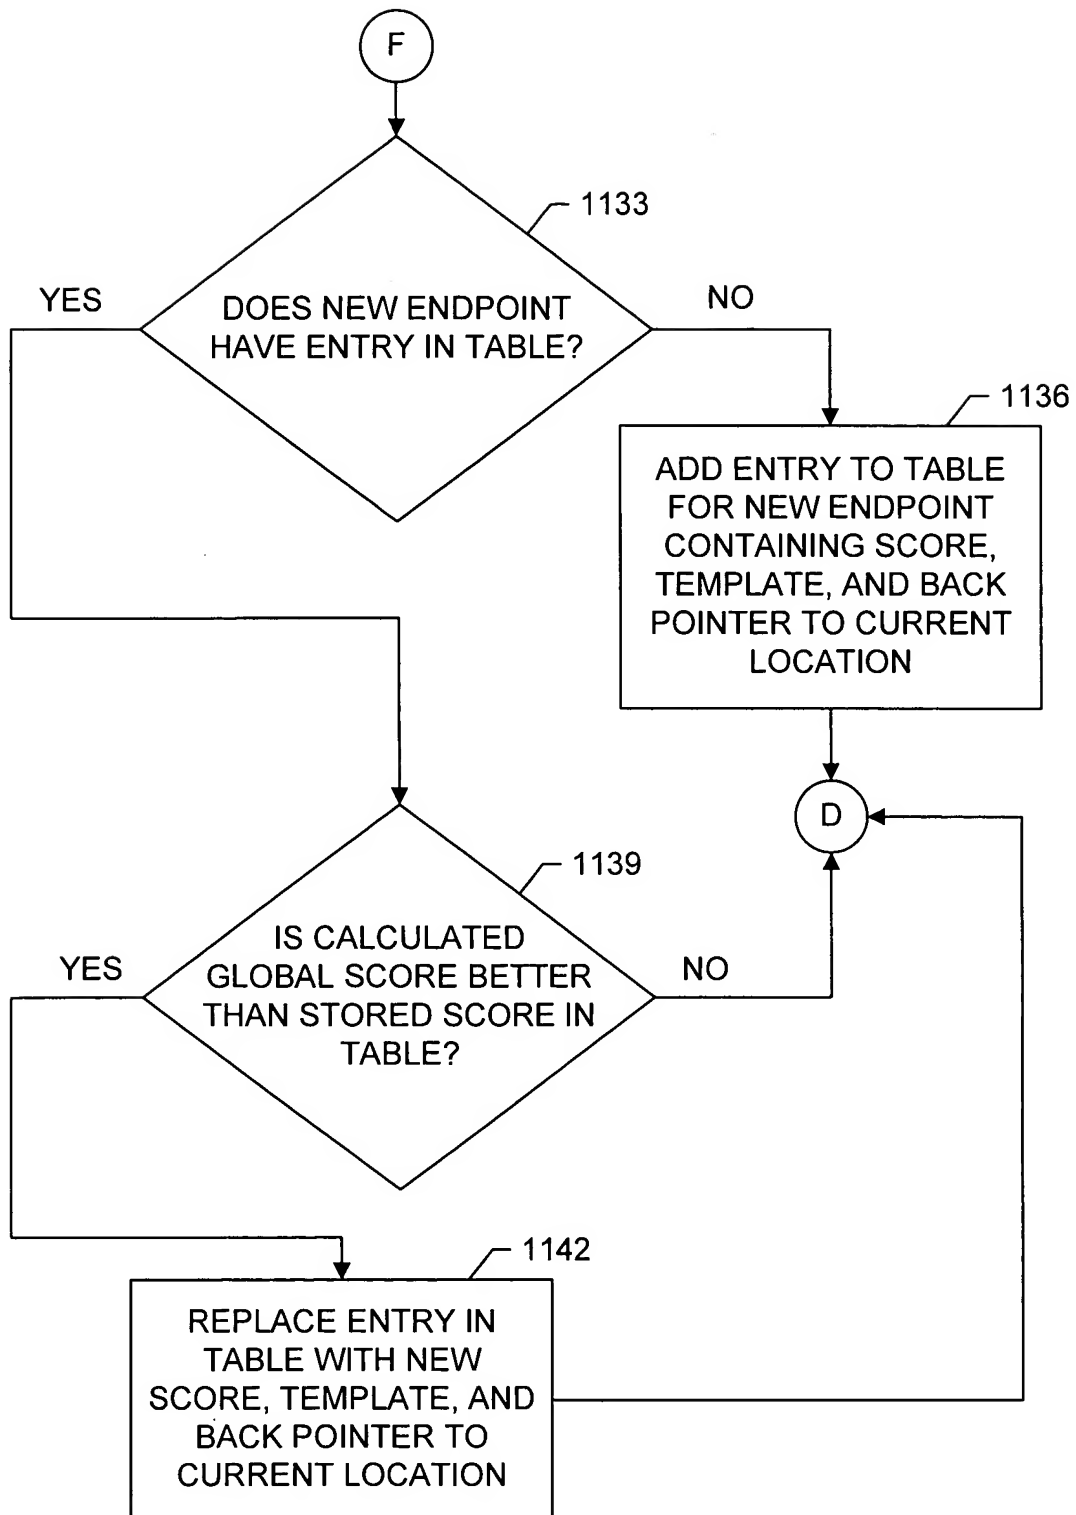 F
1133
YES
DOES NEW ENDPOINT
HAVE ENTRY IN TABLE?
NO
1136
ADD ENTRY TO TABLE
FOR NEW ENDPOINT
CONTAINING SCORE,
TEMPLATE, AND BACK
POINTER TO CURRENT
LOCATION
D
1139
YES
IS CALCULATED
GLOBAL SCORE BETTER
THAN STORED SCORE IN
TABLE?
NO
1142
REPLACE ENTRY IN
TABLE WITH NEW
SCORE, TEMPLATE, AND
BACK POINTER TO
CURRENT LOCATION